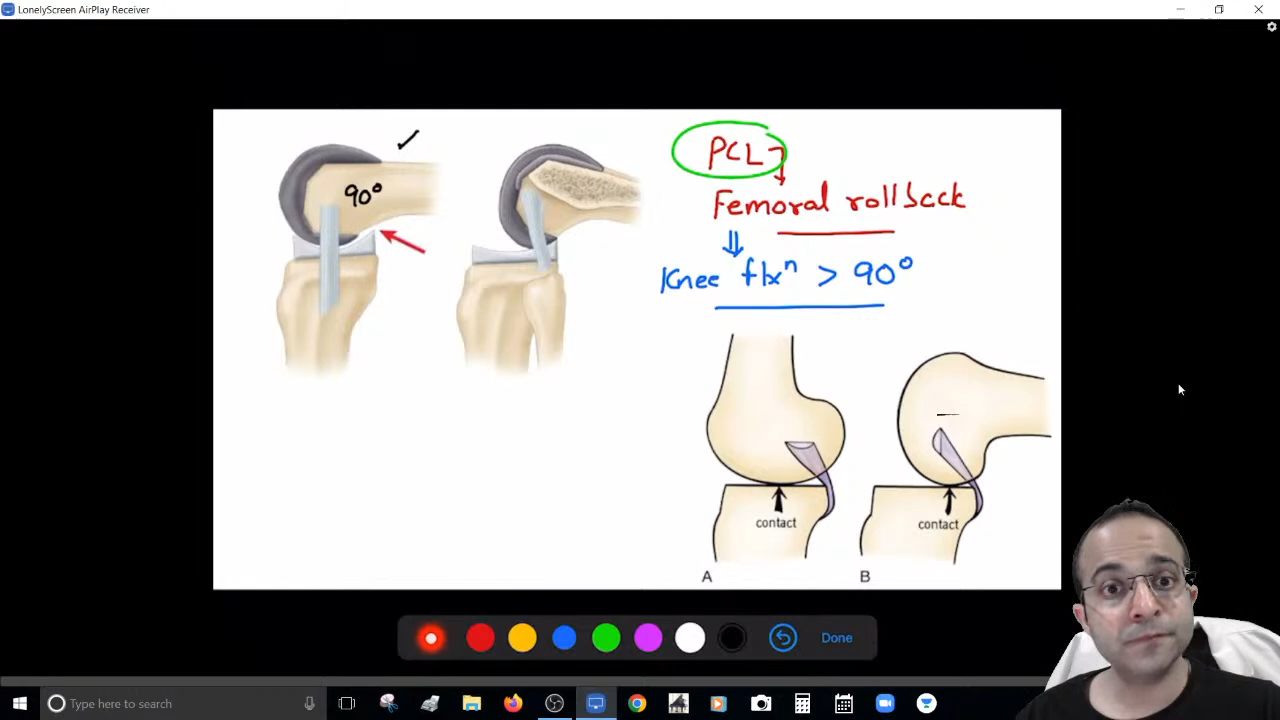 LonelyScreen AirPlay Receiver
90°
PCL
Femoral rollback
Knee flxⁿ > 90°
contact
contact
A
B
Done
Type here to search